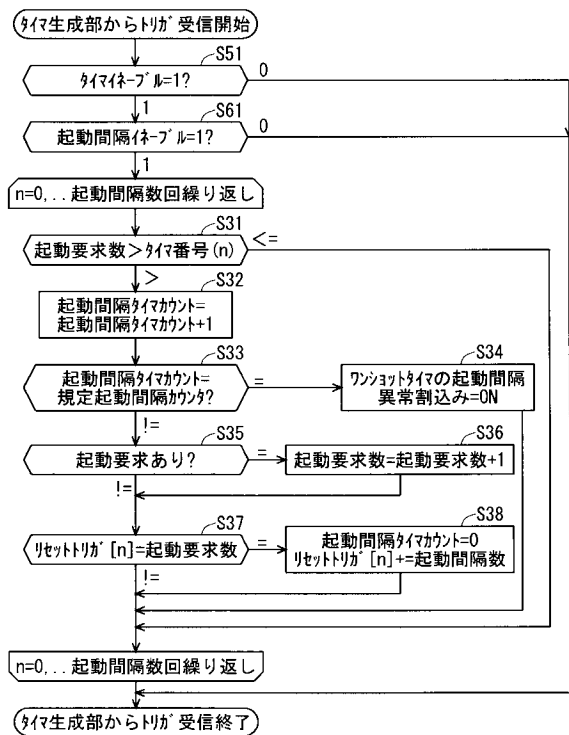 タイマ生成部からトリガ受信開始
S51
タイマイネーブル=1?
0
1
S61
起動間隔イネーブル=1?
0
1
n=0,..起動間隔数回繰り返し
S31
起動要求数>タイマ番号(n)
<=
>
S32
起動間隔タイマカウント=
起動間隔タイマカウント+1
S33
起動間隔タイマカウント=
規定起動間隔カウンタ?
=
S34
ワンショットタイマの起動間隔
異常割込み=ON
!=
S35
起動要求あり?
=
S36
起動要求数=起動要求数+1
!=
S37
リセットトリガ[n]=起動要求数
=
S38
起動間隔タイマカウント=0
リセットトリガ[n]+=起動間隔数
!=
n=0,..起動間隔数回繰り返し
タイマ生成部からトリガ受信終了